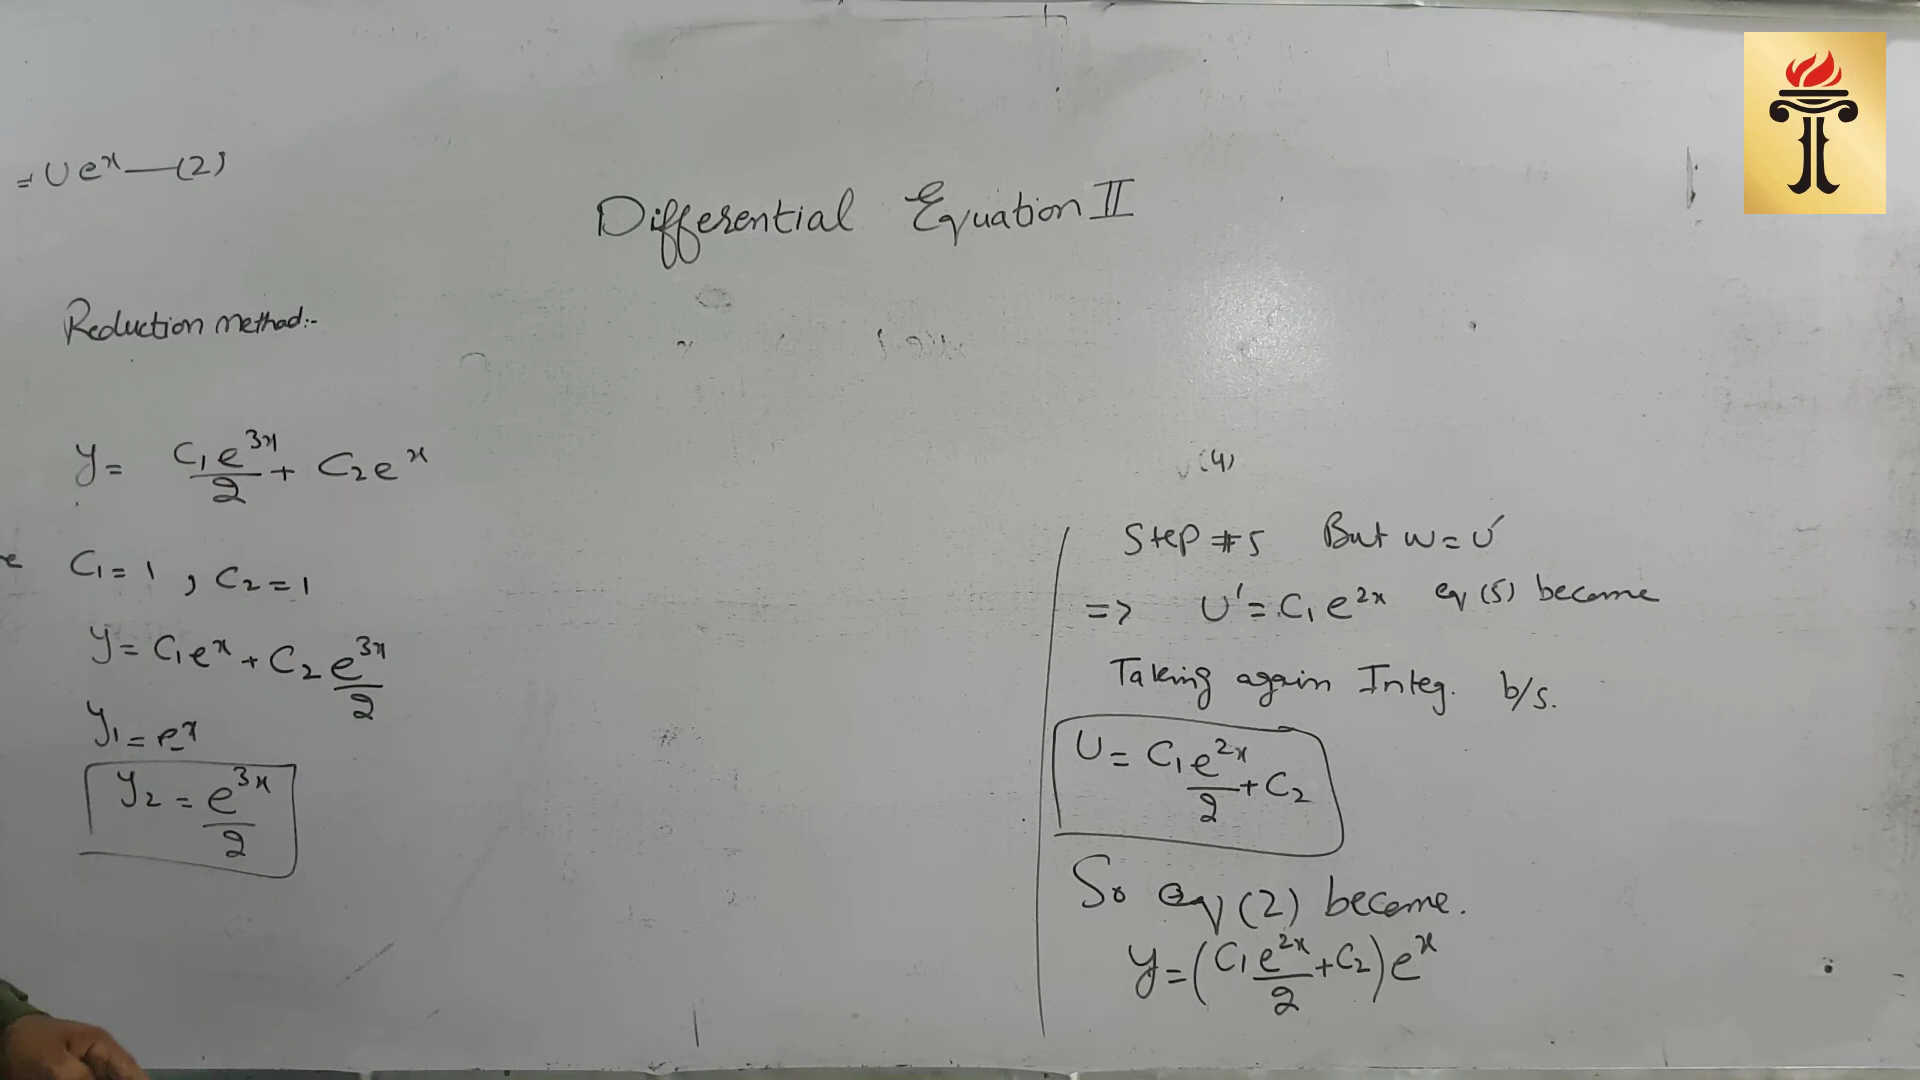 = U e^x —(2)
Differential Equation II
Reduction method:-
y = C₁e^3x/2 + C₂e^x
C₁ = 1 , C₂ = 1
y = C₁e^x + C₂ e^3x/2
y₁ = e^x
y₂ = e^3x/2
(4)
Step #5 But w = U'
=> U' = C₁ e^2x eq (5) become
Taking again Integ. b/s.
U = C₁e^2x/2 + C₂
So eq (2) become.
y = (C₁e^2x/2 + C₂) e^x